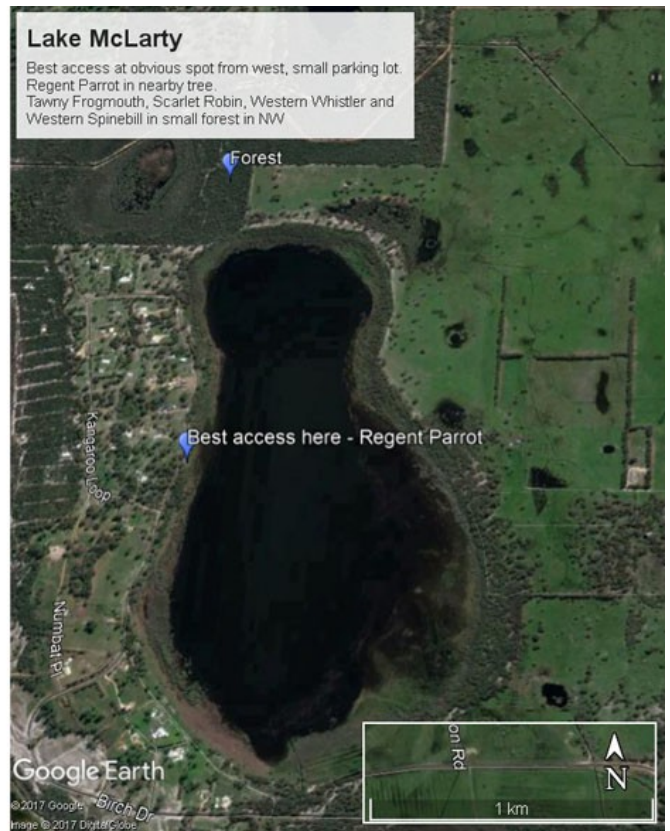 Lake McLarty
Best access at obvious spot from west, small parking lot.
Regent Parrot in nearby tree.
Tawny Frogmouth, Scarlet Robin, Western Whistler and
Western Spinebill in small forest in NW
Forest
Best access here - Regent Parrot
Kangaroo Loop
Numbat Pl
on Rd
N
Google Earth
1 km
Birch Dr
©2017 Google
Image © 2017 DigitalGlobe